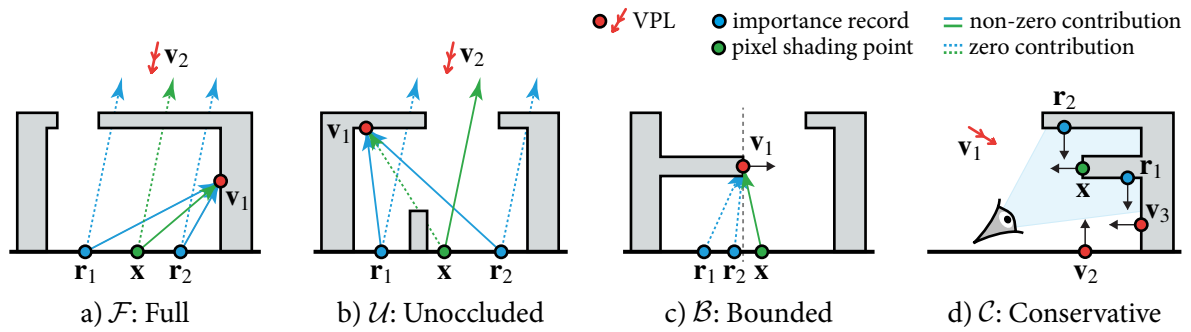 VPL importance record non-zero contribution
pixel shading point zero contribution
v2
v1
r1 x r2
a) F: Full
v2
v1
r1 x r2
b) U: Unoccluded
v1
r1 r2 x
c) B: Bounded
r2
v1
r1
x
v3
v2
d) C: Conservative